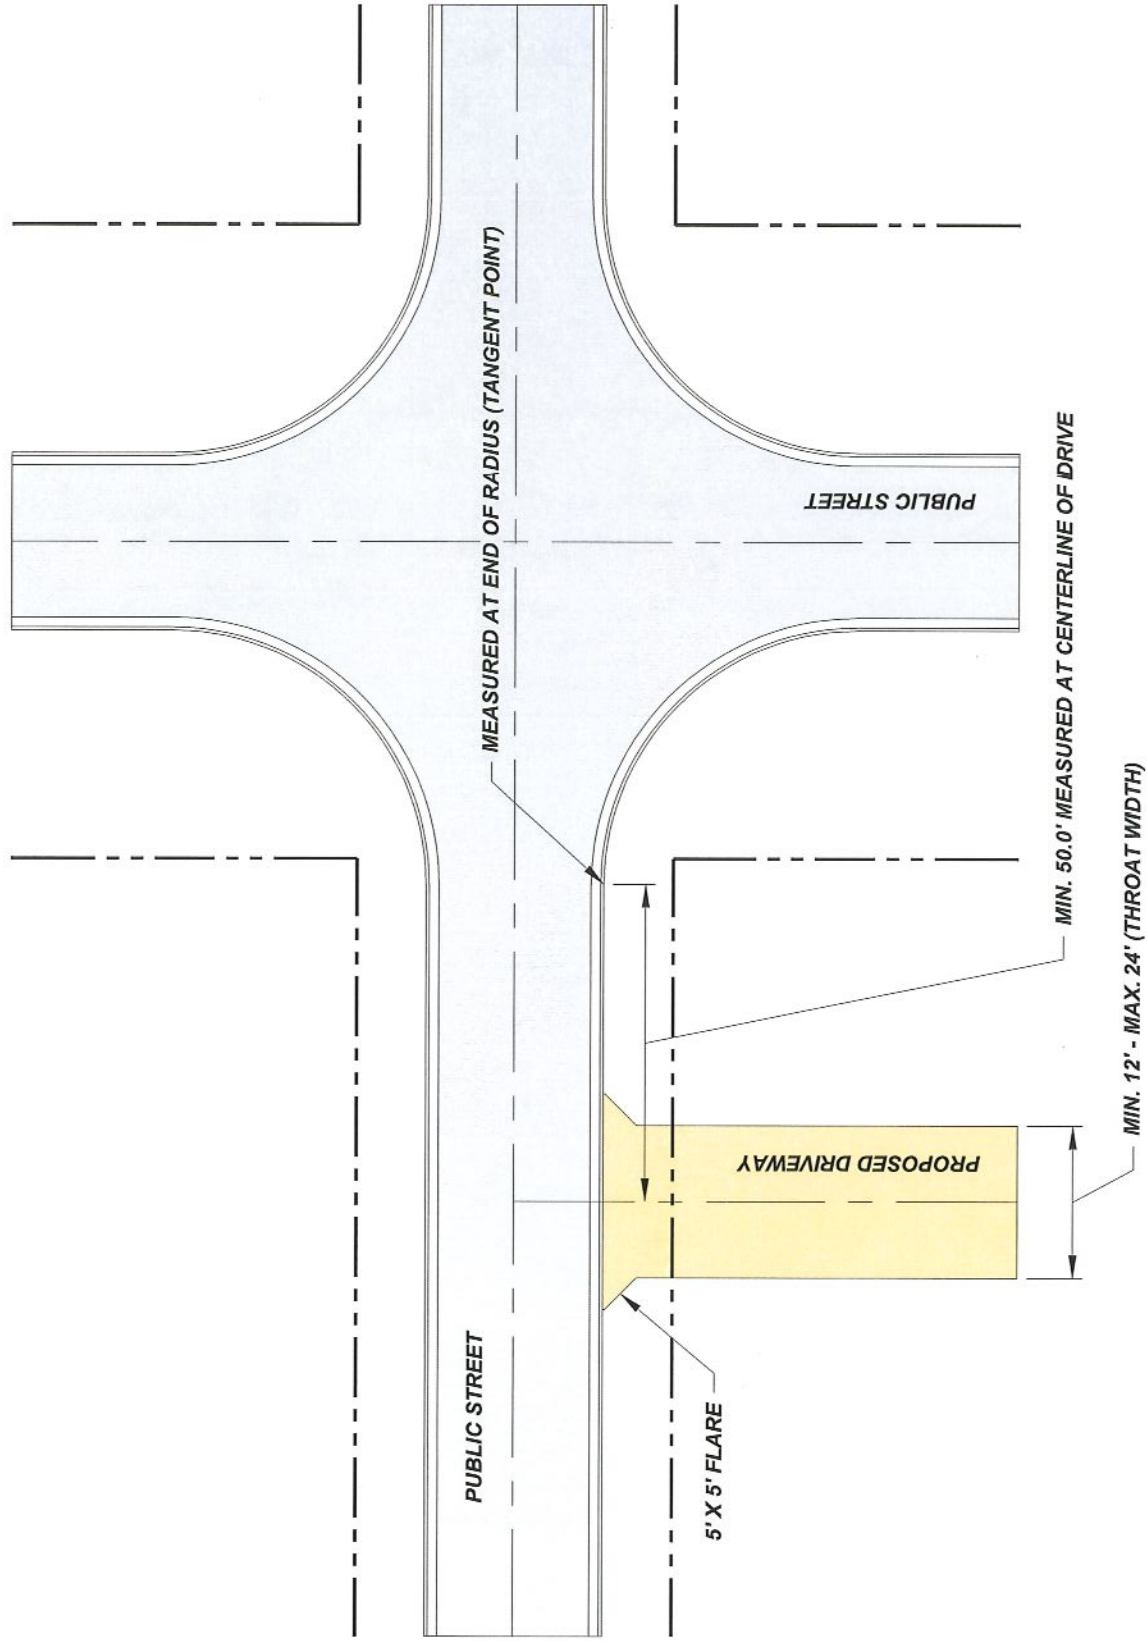 MEASURED AT END OF RADIUS (TANGENT POINT)
PUBLIC STREET
MIN. 50.0' MEASURED AT CENTERLINE OF DRIVE
PROPOSED DRIVEWAY
MIN. 12' - MAX. 24' (THROAT WIDTH)
PUBLIC STREET
5' X 5' FLARE